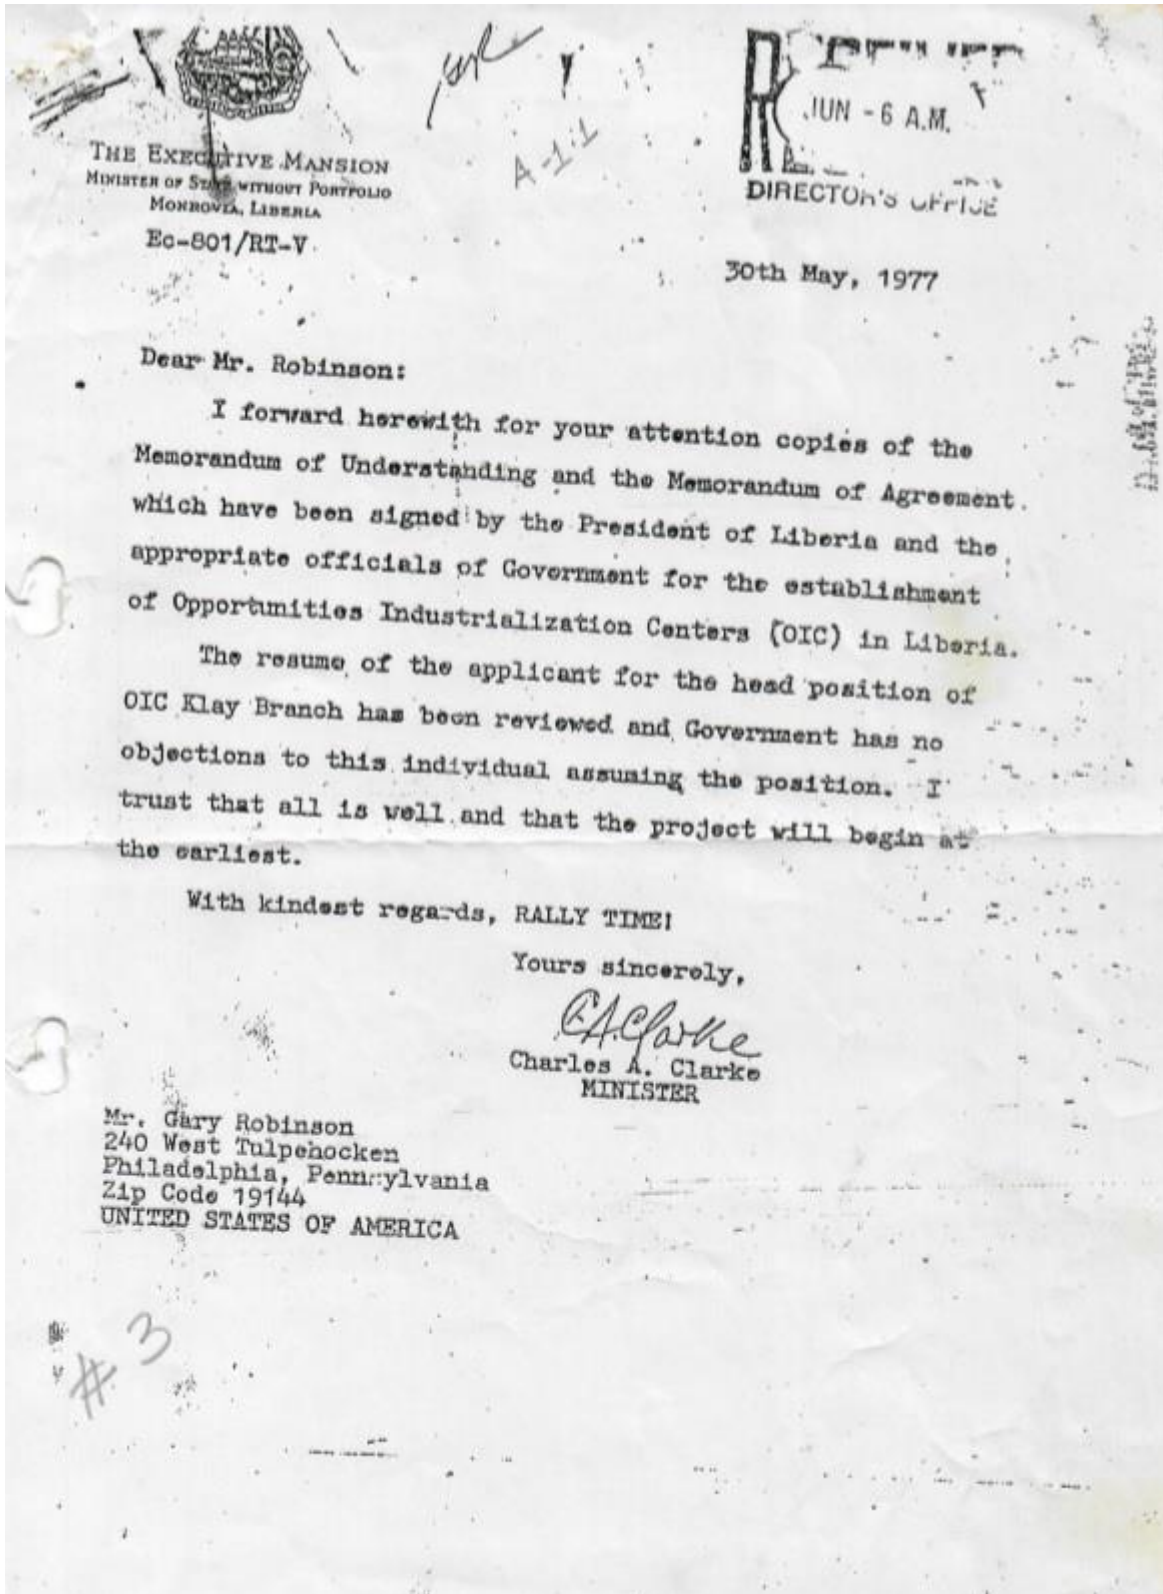 THE EXECUTIVE MANSION
MINISTER OF STATE WITHOUT PORTFOLIO
MONROVIA, LIBERIA
Ec-801/RT-V
A-1:1
JUN - 6 A.M.
DIRECTOR'S OFFICE
30th May, 1977
Dear Mr. Robinson:
I forward herewith for your attention copies of the
Memorandum of Understanding and the Memorandum of Agreement
which have been signed by the President of Liberia and the
appropriate officials of Government for the establishment
of Opportunities Industrialization Centers (OIC) in Liberia.
The resume of the applicant for the head position of
OIC Klay Branch has been reviewed and Government has no
objections to this individual assuming the position. I
trust that all is well and that the project will begin at
the earliest.
With kindest regards, RALLY TIME!
Yours sincerely,
C.A.Clarke
Charles A. Clarke
MINISTER
Mr. Gary Robinson
240 West Tulpehocken
Philadelphia, Pennsylvania
Zip Code 19144
UNITED STATES OF AMERICA
# 3